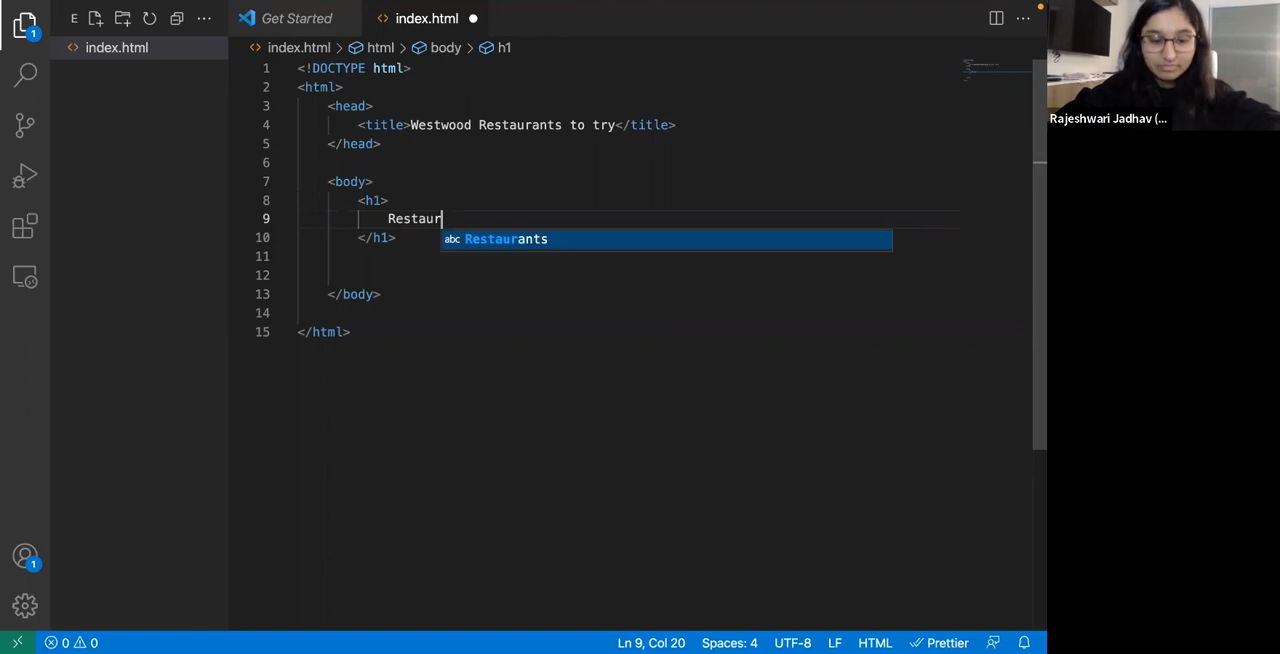 E Get Started index.html
index.html
index.html > html > body > h1
1 <!DOCTYPE html>
2 <html>
3 <head>
4 <title>Westwood Restaurants to try</title>
5 </head>
6
7 <body>
8 <h1>
9 Restaur
10 </h1>
abc Restaurants
11
12
13 </body>
14
15 </html>
Rajeshwari Jadhav (...
1
1
0 0 Ln 9, Col 20 Spaces: 4 UTF-8 LF HTML Prettier